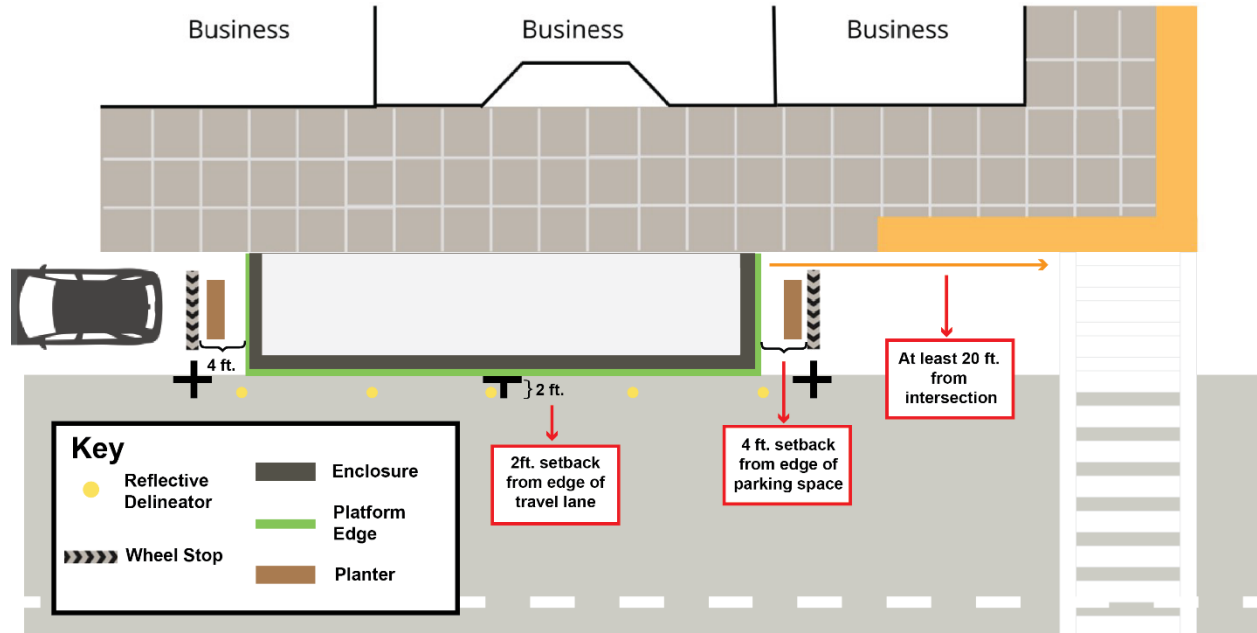 Business
Business
Business
4 ft.
2 ft.
At least 20 ft.
from
intersection
2ft. setback
from edge of
travel lane
4 ft. setback
from edge of
parking space
Key
Reflective
Delineator
Wheel Stop
Enclosure
Platform
Edge
Planter